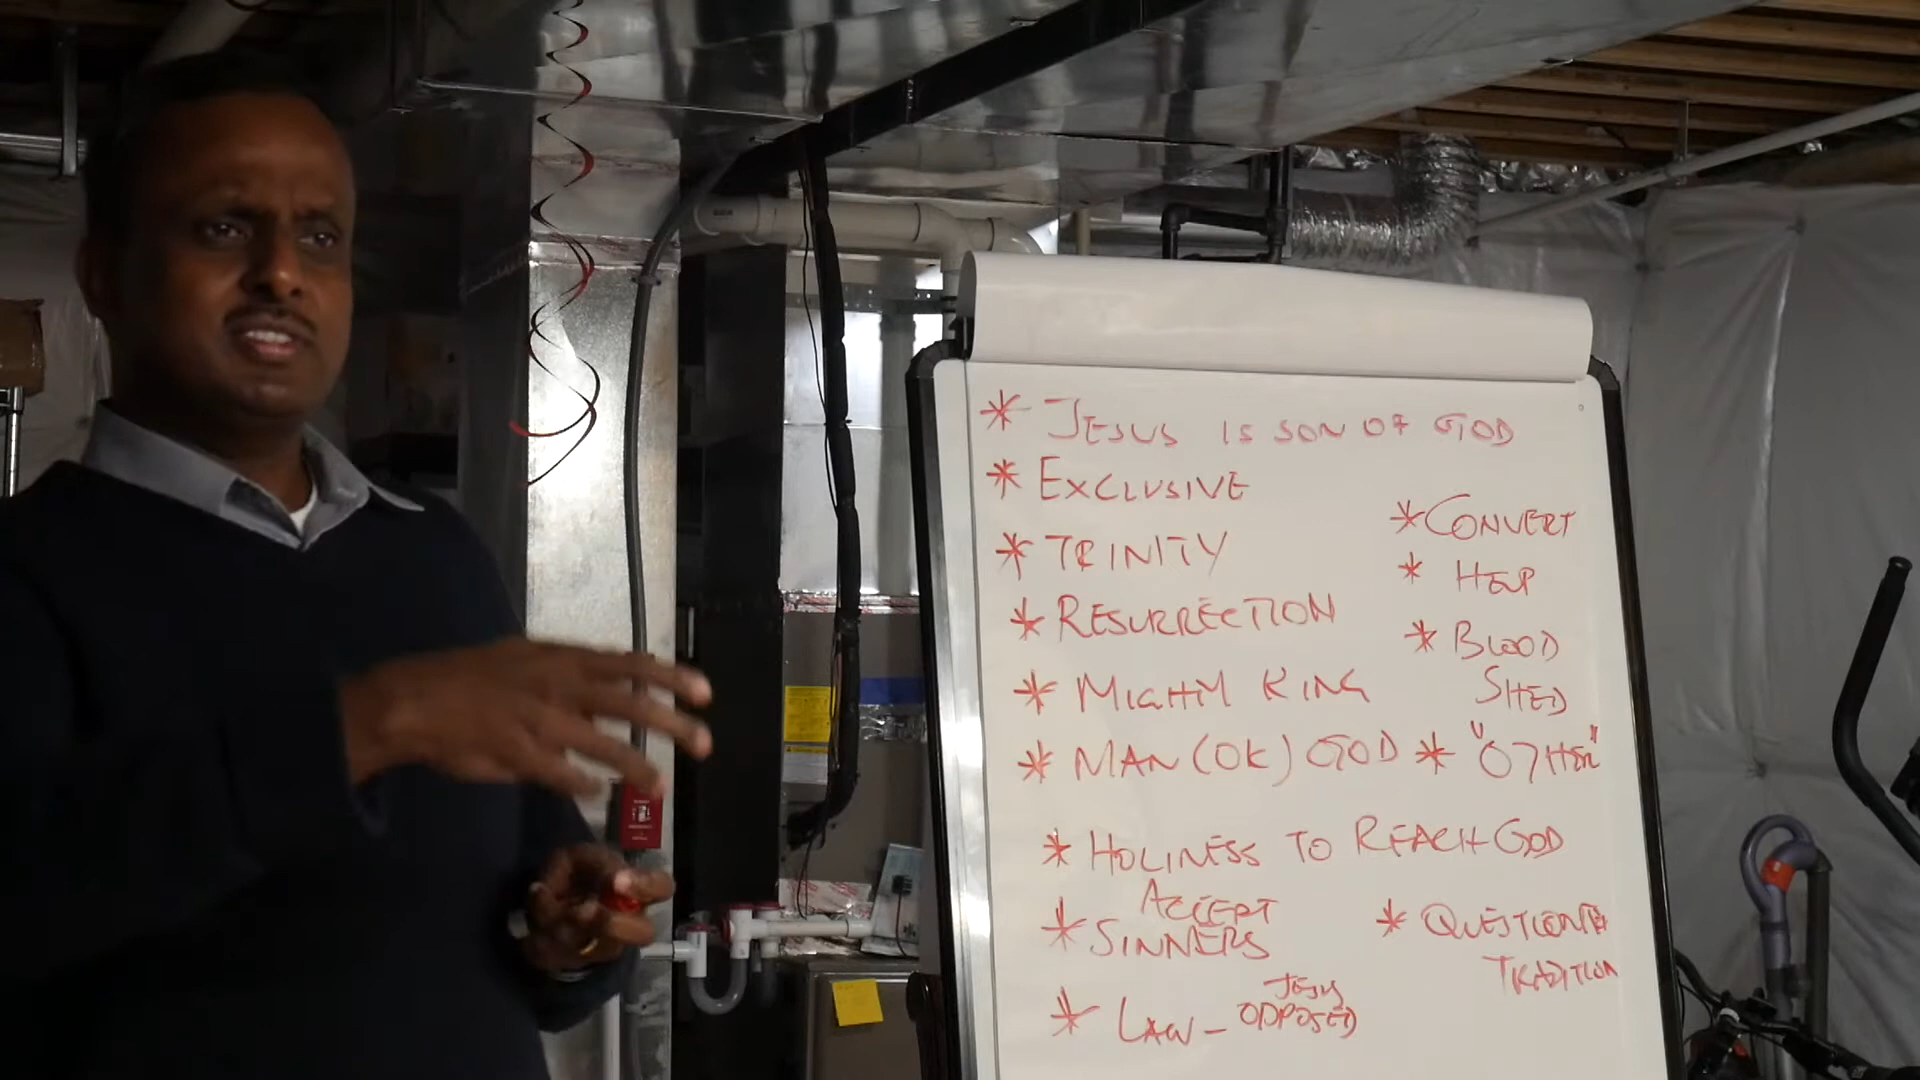 * JESUS IS SON OF GOD
* EXCLUSIVE
* TRINITY
* RESURRECTION
* MIGHTY KING
* MAN (OK) GOD
* CONVERT
* HELP
* BLOOD
SHED
* "OTHER"
* HOLINESS TO REACH GOD
ACCEPT
* SINNERS
* QUESTIONED
TRADITION
* LAW - JESUS
OPPOSED